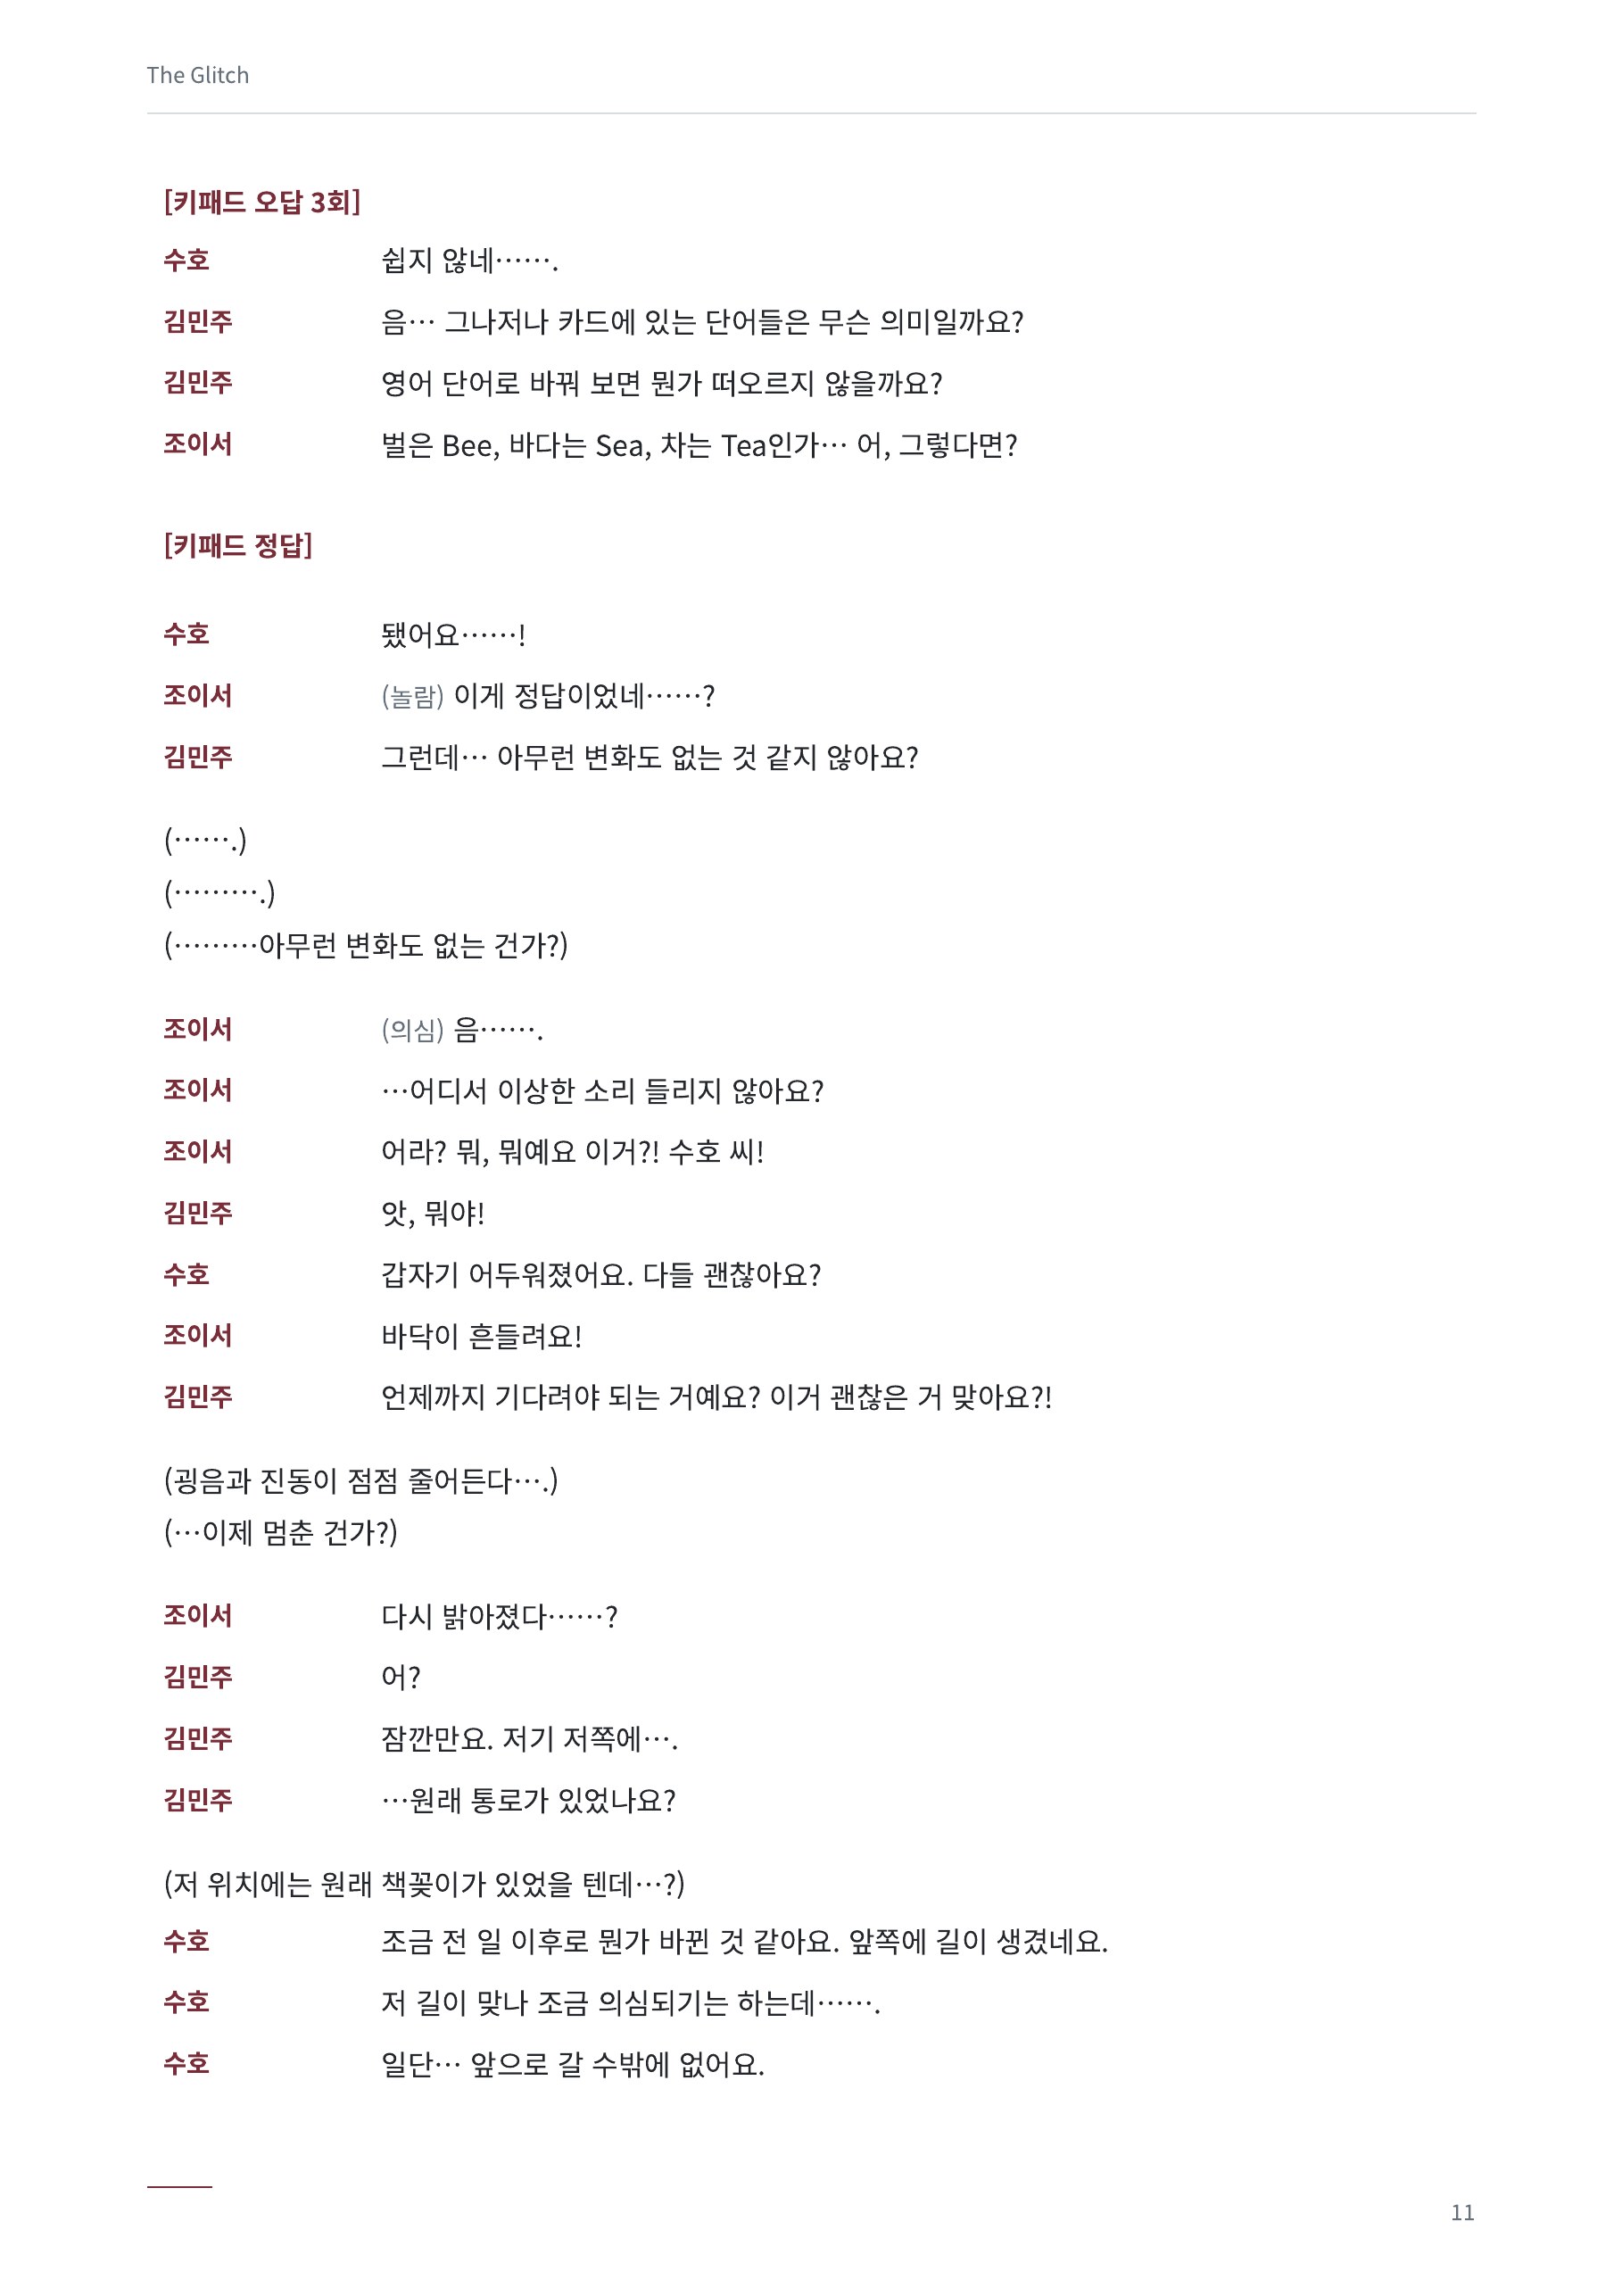 The Glitch
[키패드 오답 3회]
수호 쉽지 않네⋯⋯.
김민주 음⋯ 그나저나 카드에 있는 단어들은 무슨 의미일까요?
김민주 영어 단어로 바꿔 보면 뭔가 떠오르지 않을까요?
조이서 벌은 Bee, 바다는 Sea, 차는 Tea인가⋯ 어, 그렇다면?
[키패드 정답]
수호 됐어요⋯⋯!
조이서 (놀람) 이게 정답이었네⋯⋯?
김민주 그런데⋯ 아무런 변화도 없는 것 같지 않아요?
(⋯⋯.)
(⋯⋯⋯.)
(⋯⋯⋯아무런 변화도 없는 건가?)
조이서 (의심) 음⋯⋯.
조이서 ⋯어디서 이상한 소리 들리지 않아요?
조이서 어라? 뭐, 뭐예요 이거?! 수호 씨!
김민주 앗, 뭐야!
수호 갑자기 어두워졌어요. 다들 괜찮아요?
조이서 바닥이 흔들려요!
김민주 언제까지 기다려야 되는 거예요? 이거 괜찮은 거 맞아요?!
(굉음과 진동이 점점 줄어든다⋯.)
(⋯이제 멈춘 건가?)
조이서 다시 밝아졌다⋯⋯?
김민주 어?
김민주 잠깐만요. 저기 저쪽에⋯.
김민주 ⋯원래 통로가 있었나요?
(저 위치에는 원래 책꽂이가 있었을 텐데⋯?)
수호 조금 전 일 이후로 뭔가 바뀐 것 같아요. 앞쪽에 길이 생겼네요.
수호 저 길이 맞나 조금 의심되기는 하는데⋯⋯.
수호 일단⋯ 앞으로 갈 수밖에 없어요.
11